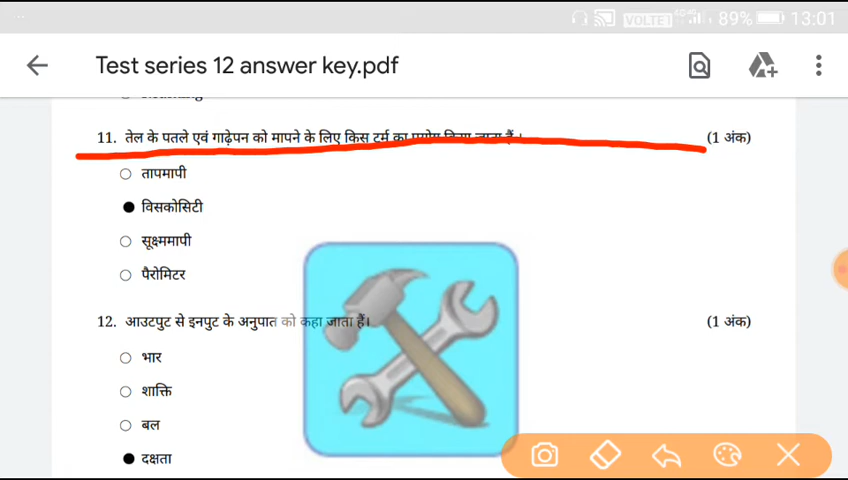 VOLTE 4G 89% 13:01
Test series 12 answer key.pdf
11. तेल के पतले एवं गाढ़ेपन को मापने के लिए किस टर्म का प्रयोग किया जाता हैं। (1 अंक)
तापमापी
विसकोसिटी
सूक्ष्ममापी
पैरोमिटर
12. आउटपुट से इनपुट के अनुपात को कहा जाता हैं। (1 अंक)
भार
शाक्ति
बल
दक्षता